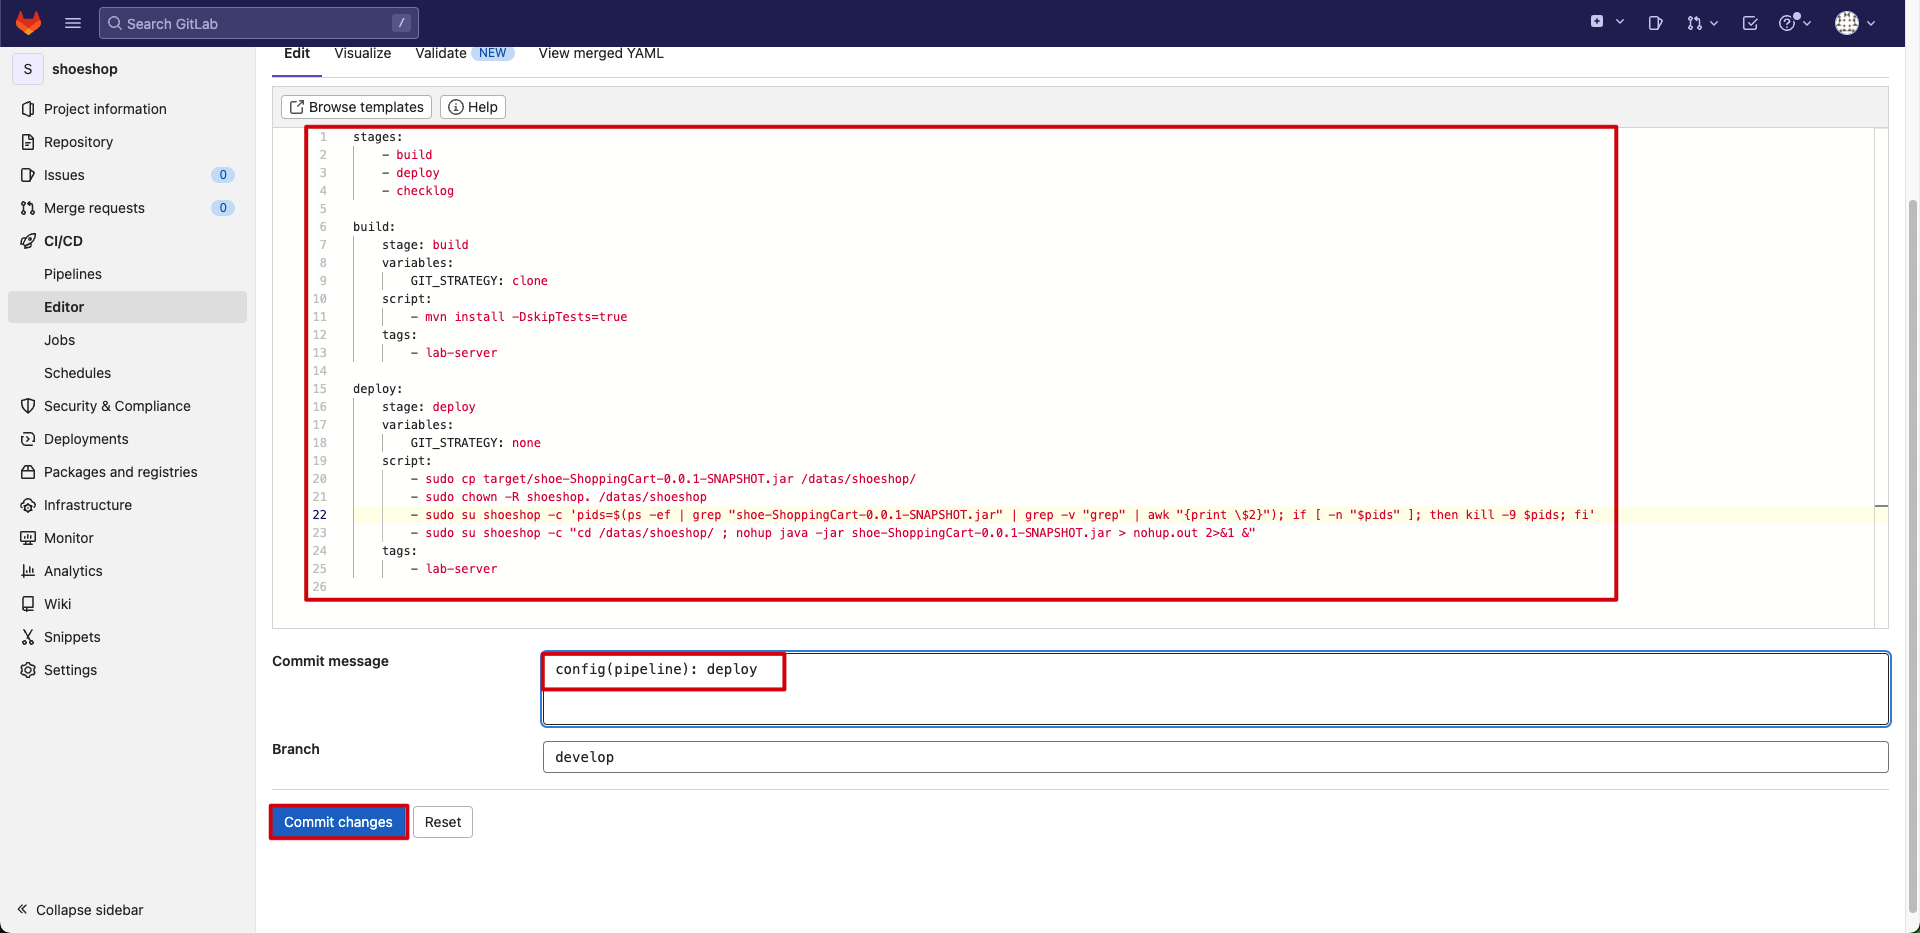 Search GitLab /
S shoeshop
Project information
Repository
Issues 0
Merge requests 0
CI/CD
Pipelines
Editor
Jobs
Schedules
Security & Compliance
Deployments
Packages and registries
Infrastructure
Monitor
Analytics
Wiki
Snippets
Settings
Collapse sidebar
Edit Visualize Validate NEW View merged YAML
Browse templates Help
1 stages:
2 - build
3 - deploy
4 - checklog
5
6 build:
7 stage: build
8 variables:
9 GIT_STRATEGY: clone
10 script:
11 - mvn install -DskipTests=true
12 tags:
13 - lab-server
14
15 deploy:
16 stage: deploy
17 variables:
18 GIT_STRATEGY: none
19 script:
20 - sudo cp target/shoe-ShoppingCart-0.0.1-SNAPSHOT.jar /datas/shoeshop/
21 - sudo chown -R shoeshop. /datas/shoeshop
22 - sudo su shoeshop -c 'pids=$(ps -ef | grep "shoe-ShoppingCart-0.0.1-SNAPSHOT.jar" | grep -v "grep" | awk "{print \$2}"); if [ -n "$pids" ]; then kill -9 $pids; fi'
23 - sudo su shoeshop -c "cd /datas/shoeshop/ ; nohup java -jar shoe-ShoppingCart-0.0.1-SNAPSHOT.jar > nohup.out 2>&1 &"
24 tags:
25 - lab-server
26
Commit message
config(pipeline): deploy
Branch
develop
Commit changes Reset